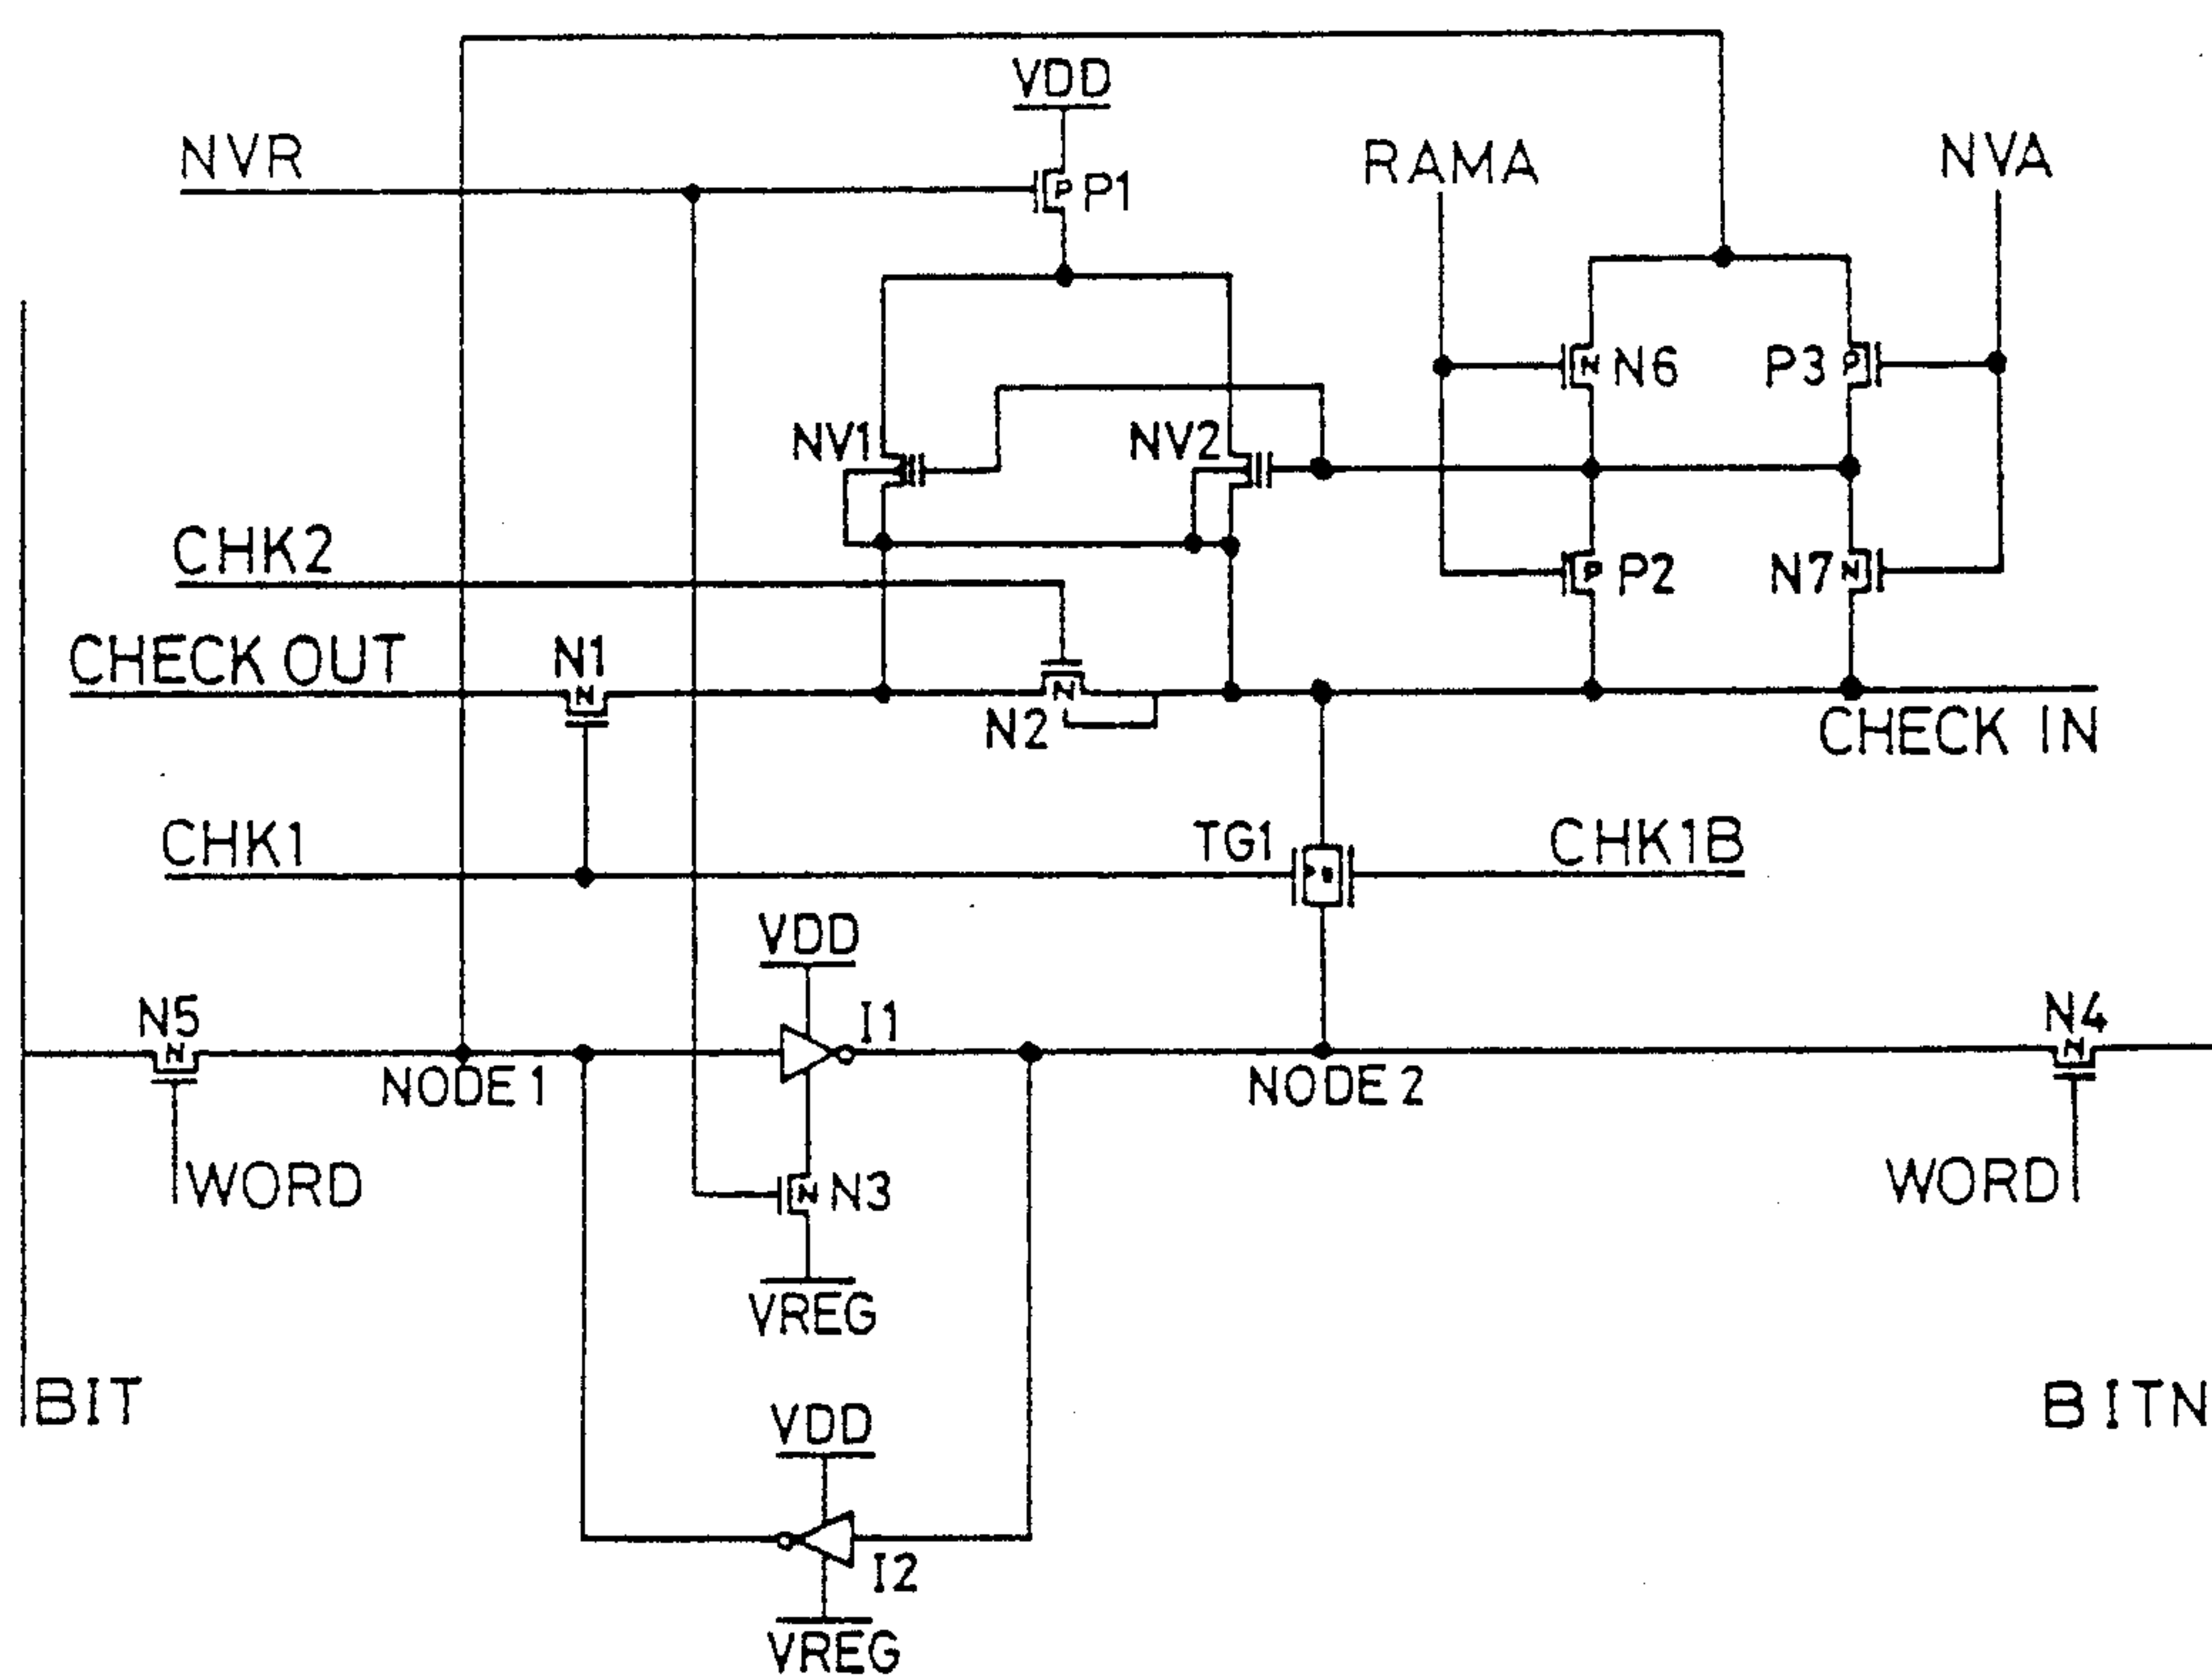 VDD
NVR
P P1
RAMA
NVA
N N6
P3 P
NV1
NV2
CHK2
P P2
N7 N
CHECK OUT
N1
N
N
N2
CHECK IN
CHK1
TG1
CHK1B
VDD
N5
N
I1
N4
N
NODE 1
NODE 2
WORD
N N3
WORD
VREG
BIT
VDD
BITN
I2
VREG